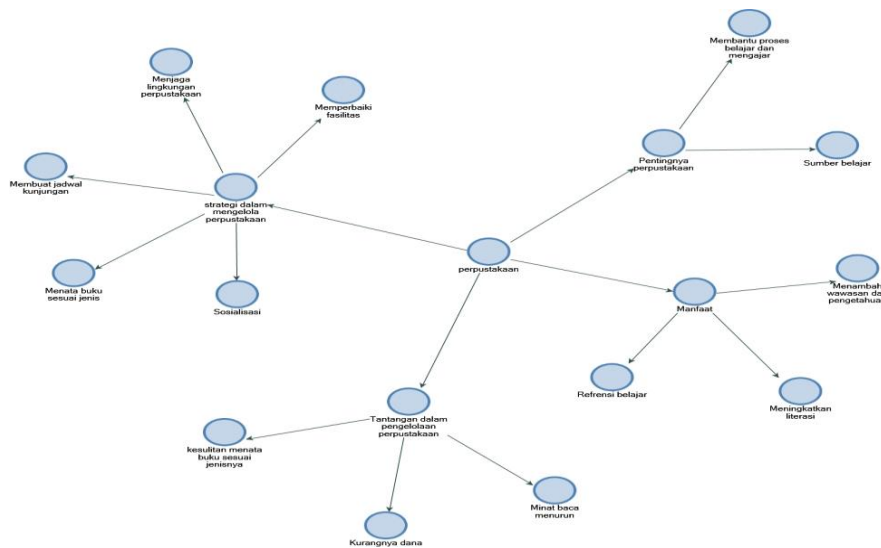 Membantu proses
belajar dan
mengajar
Menjaga
lingkungan
perpustakaan
Memperbaiki
fasilitas
Pentingnya
perpustakaan
Sumber belajar
Membuat jadwal
kunjungan
strategi dalam
mengelola
perpustakaan
perpustakaan
Menata buku
sesuai jenis
Sosialisasi
Menambah
wawasan da
pengetahua
Manfaat
Refrensi belajar
Meningkatkan
literasi
Tantangan dalam
pengelolaan
perpustakaan
kesulitan menata
buku sesuai
jenisnya
Minat baca
menurun
Kurangnya dana